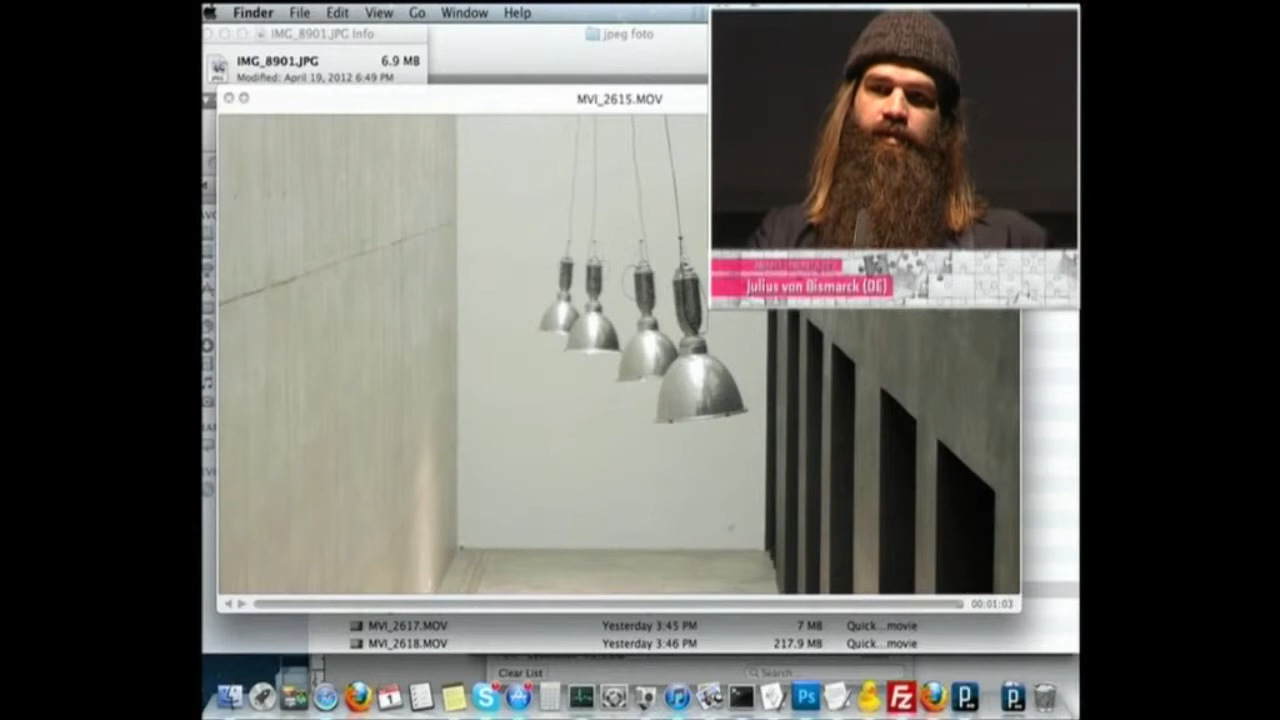 Finder File Edit View Go Window Help
IMG_8901.JPG Info
jpeg foto
IMG_8901.JPG 6.9 MB
Modified: April 19, 2012 6:49 PM
MVI_2615.MOV
Julius von Bismarck (DE)
00:01:03
MVI_2617.MOV Yesterday 3:45 PM 7 MB Quick...movie
MVI_2618.MOV Yesterday 3:46 PM 217.9 MB Quick...movie
Clear List
Search...
1
S
Ps
Fz
P
P